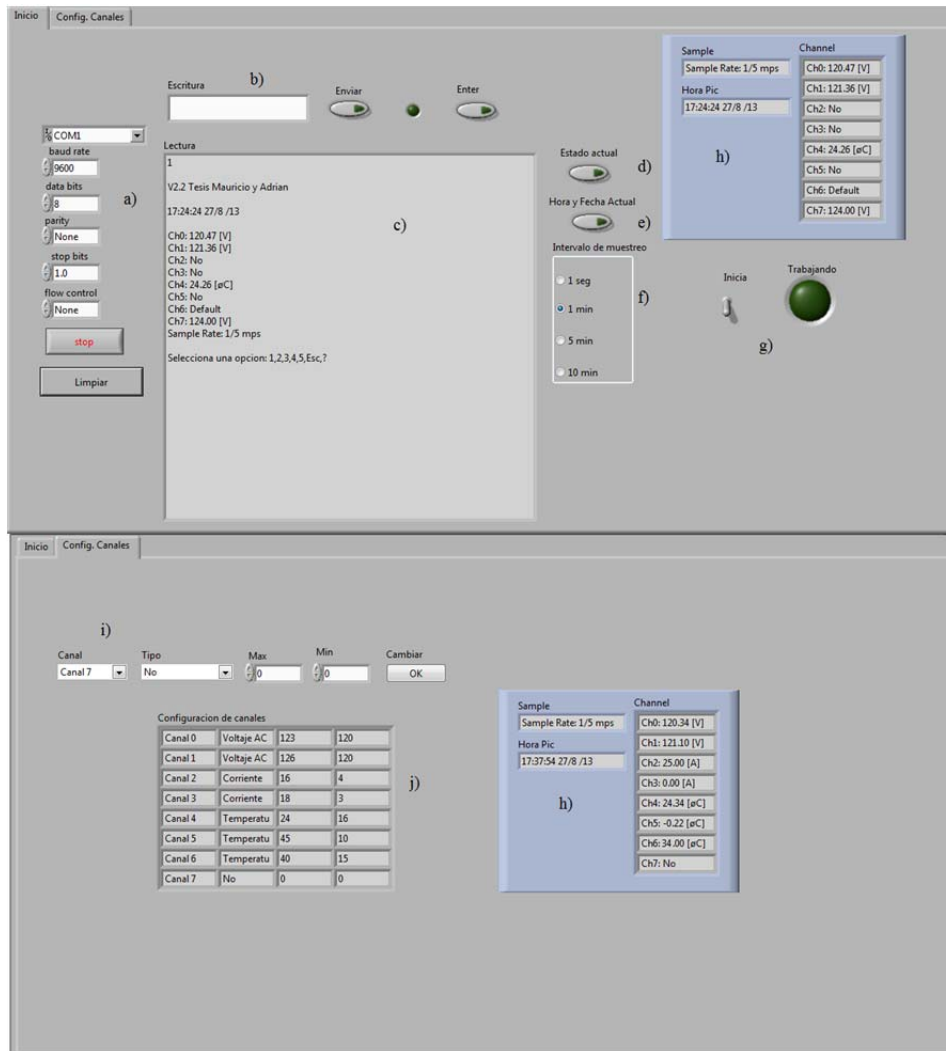 Inicio Config. Canales
Sample Channel
Sample Rate: 1/5 mps Ch0: 120.47 [V]
b)
Escritura Enviar Enter
Hora Pic Ch1: 121.36 [V]
17:24:24 27/8 /13 Ch2: No
Ch3: No
h) Ch4: 24.26 [øC]
Ch5: No
Ch6: Default
Ch7: 124.00 [V]
COM1
baud rate
9600
data bits
8
a)
parity
None
stop bits
1.0
flow control
None
stop
Limpiar
Lectura
1
V2.2 Tesis Mauricio y Adrian
17:24:24 27/8 /13
c)
Ch0: 120.47 [V]
Ch1: 121.36 [V]
Ch2: No
Ch3: No
Ch4: 24.26 [øC]
Ch5: No
Ch6: Default
Ch7: 124.00 [V]
Sample Rate: 1/5 mps
Selecciona una opcion: 1,2,3,4,5,Esc,?
Estado actual
d)
Hora y Fecha Actual
e)
Intervalo de muestreo
1 seg
f)
1 min
5 min
10 min
Inicia Trabajando
g)
Inicio Config. Canales
i)
Canal Tipo Max Min Cambiar
Canal 7 No 0 0 OK
Configuracion de canales
Canal 0 Voltaje AC 123 120
Canal 1 Voltaje AC 126 120
Canal 2 Corriente 16 4
Canal 3 Corriente 18 3
Canal 4 Temperatu 24 16
Canal 5 Temperatu 45 10
Canal 6 Temperatu 40 15
Canal 7 No 0 0
j)
Sample Channel
Sample Rate: 1/5 mps Ch0: 120.34 [V]
Hora Pic Ch1: 121.10 [V]
17:37:54 27/8 /13 Ch2: 25.00 [A]
Ch3: 0.00 [A]
h) Ch4: 24.34 [øC]
Ch5: -0.22 [øC]
Ch6: 34.00 [øC]
Ch7: No